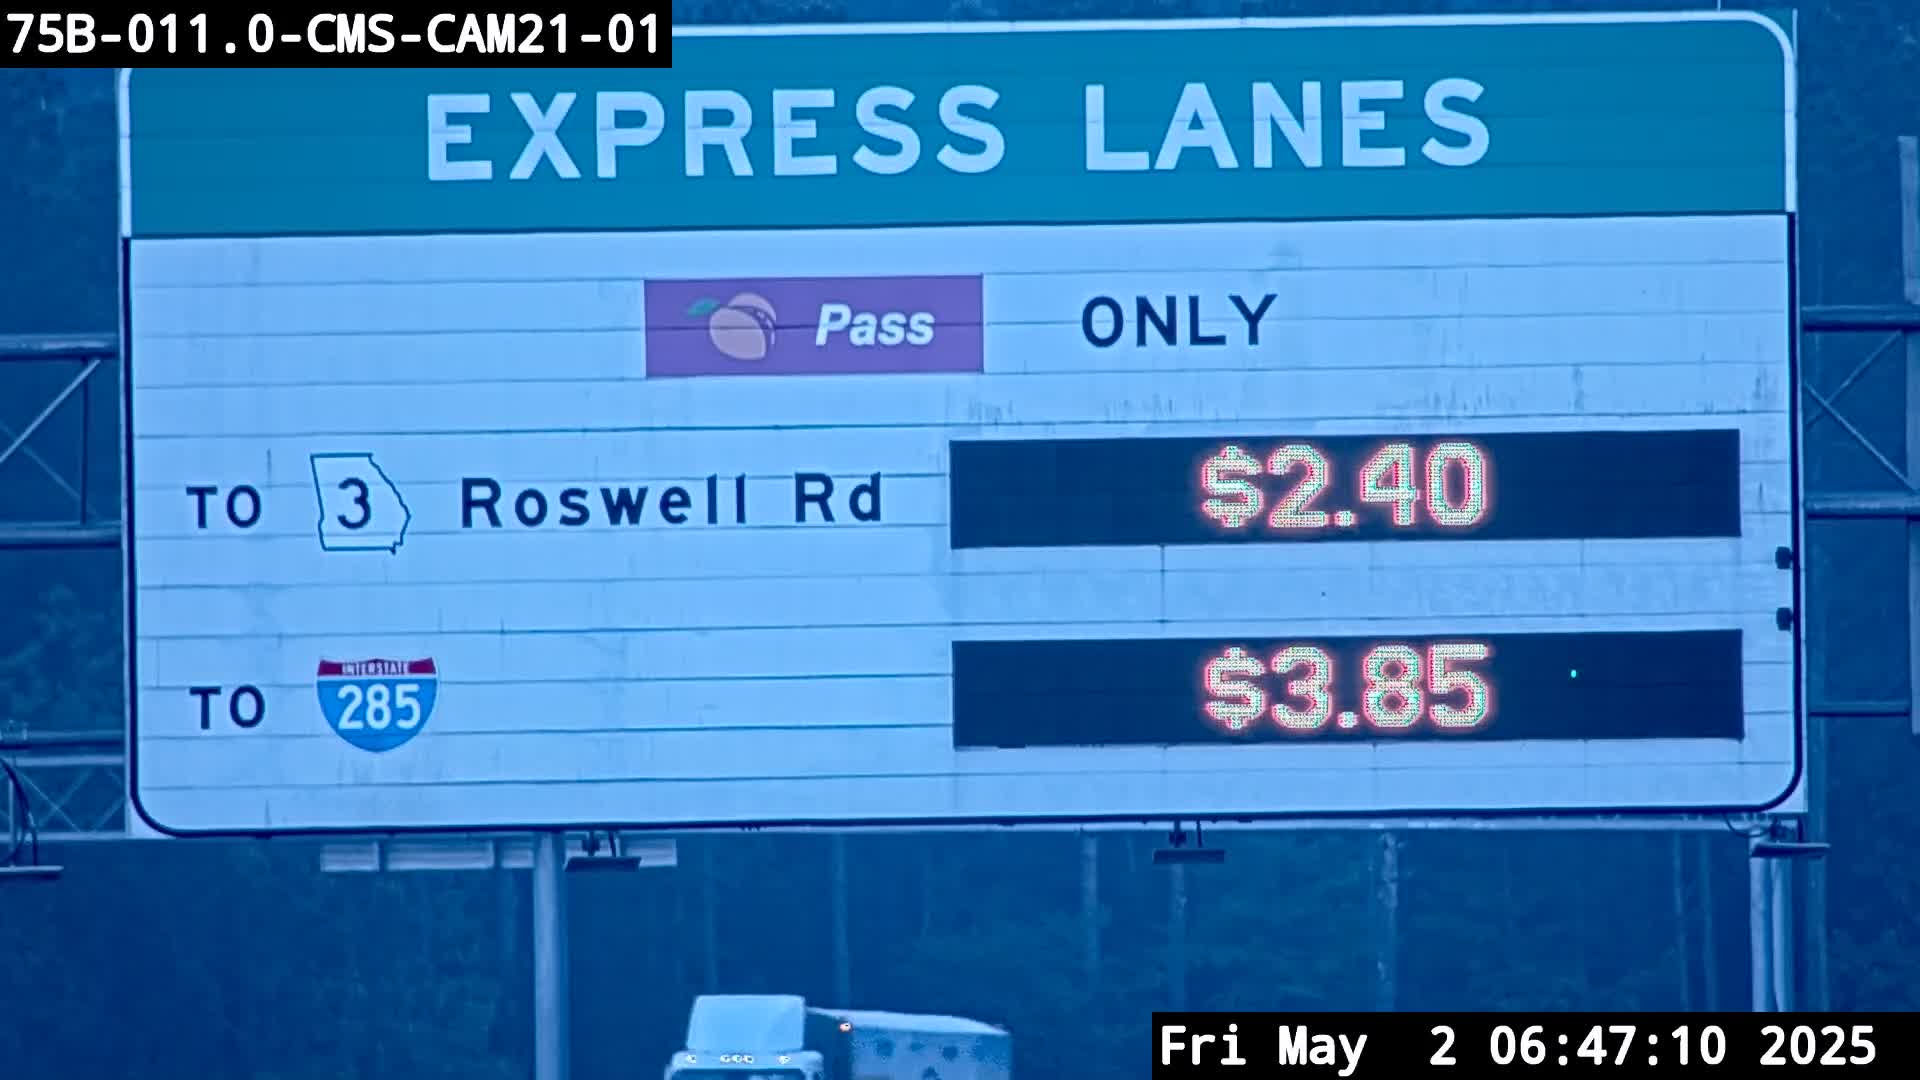 75B-011.0-CMS-CAM21-01
EXPRESS LANES
Pass ONLY
TO 3 Roswell Rd $2.40
TO INTERSTATE 285 $3.85
Fri May 2 06:47:10 2025